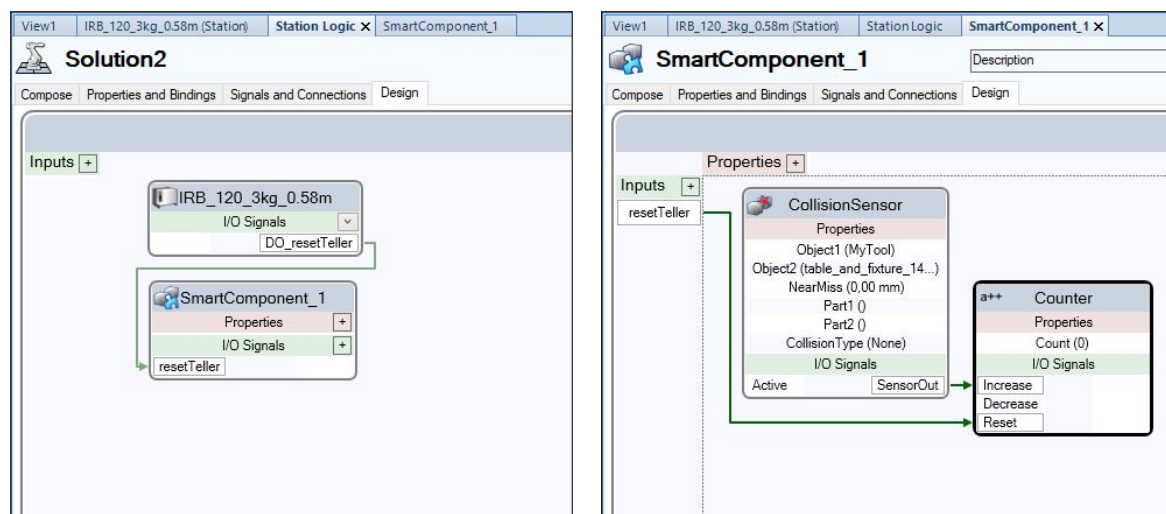 View1 IRB_120_3kg_0.58m (Station) Station Logic X SmartComponent_1
Solution2
Compose Properties and Bindings Signals and Connections Design
Inputs +
IRB_120_3kg_0.58m
I/O Signals
DO_resetTeller
SmartComponent_1
Properties +
I/O Signals +
resetTeller
View1 IRB_120_3kg_0.58m (Station) Station Logic SmartComponent_1 X
SmartComponent_1 Description
Compose Properties and Bindings Signals and Connections Design
Properties +
Inputs +
resetTeller
CollisionSensor
Properties
Object1 (MyTool)
Object2 (table_and_fixture_14...)
NearMiss (0,00 mm)
Part1 ()
Part2 ()
CollisionType (None)
I/O Signals
Active SensorOut
a++ Counter
Properties
Count (0)
I/O Signals
Increase
Decrease
Reset